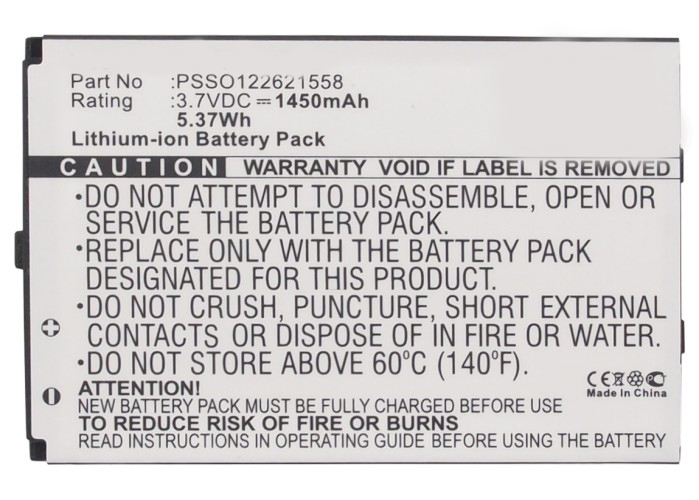 Part No :PSSO122621558
Rating :3.7VDC⎓1450mAh
5.37Wh
Lithium-ion Battery Pack
CAUTION WARRANTY VOID IF LABEL IS REMOVED
·DO NOT ATTEMPT TO DISASSEMBLE, OPEN OR
SERVICE THE BATTERY PACK.
·REPLACE ONLY WITH THE BATTERY PACK
DESIGNATED FOR THIS PRODUCT.
·DO NOT CRUSH, PUNCTURE, SHORT EXTERNAL
CONTACTS OR DISPOSE OF IN FIRE OR WATER.
·DO NOT STORE ABOVE 60°C (140°F).
ATTENTION!
NEW BATTERY PACK MUST BE FULLY CHARGED BEFORE USE
TO REDUCE RISK OF FIRE OR BURNS
READ INSTRUCTIONS IN OPERATING GUIDE BEFORE USING BATTERY
CE
Made In China